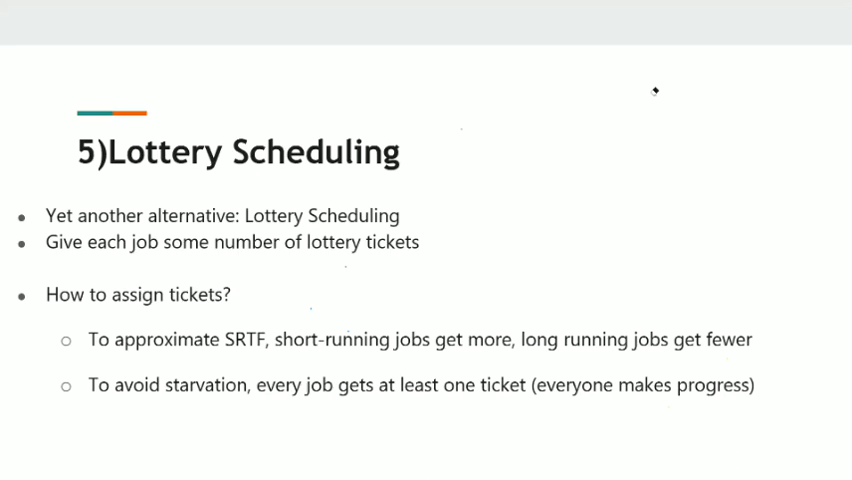 5)Lottery Scheduling
● Yet another alternative: Lottery Scheduling
● Give each job some number of lottery tickets
● How to assign tickets?
○ To approximate SRTF, short-running jobs get more, long running jobs get fewer
○ To avoid starvation, every job gets at least one ticket (everyone makes progress)